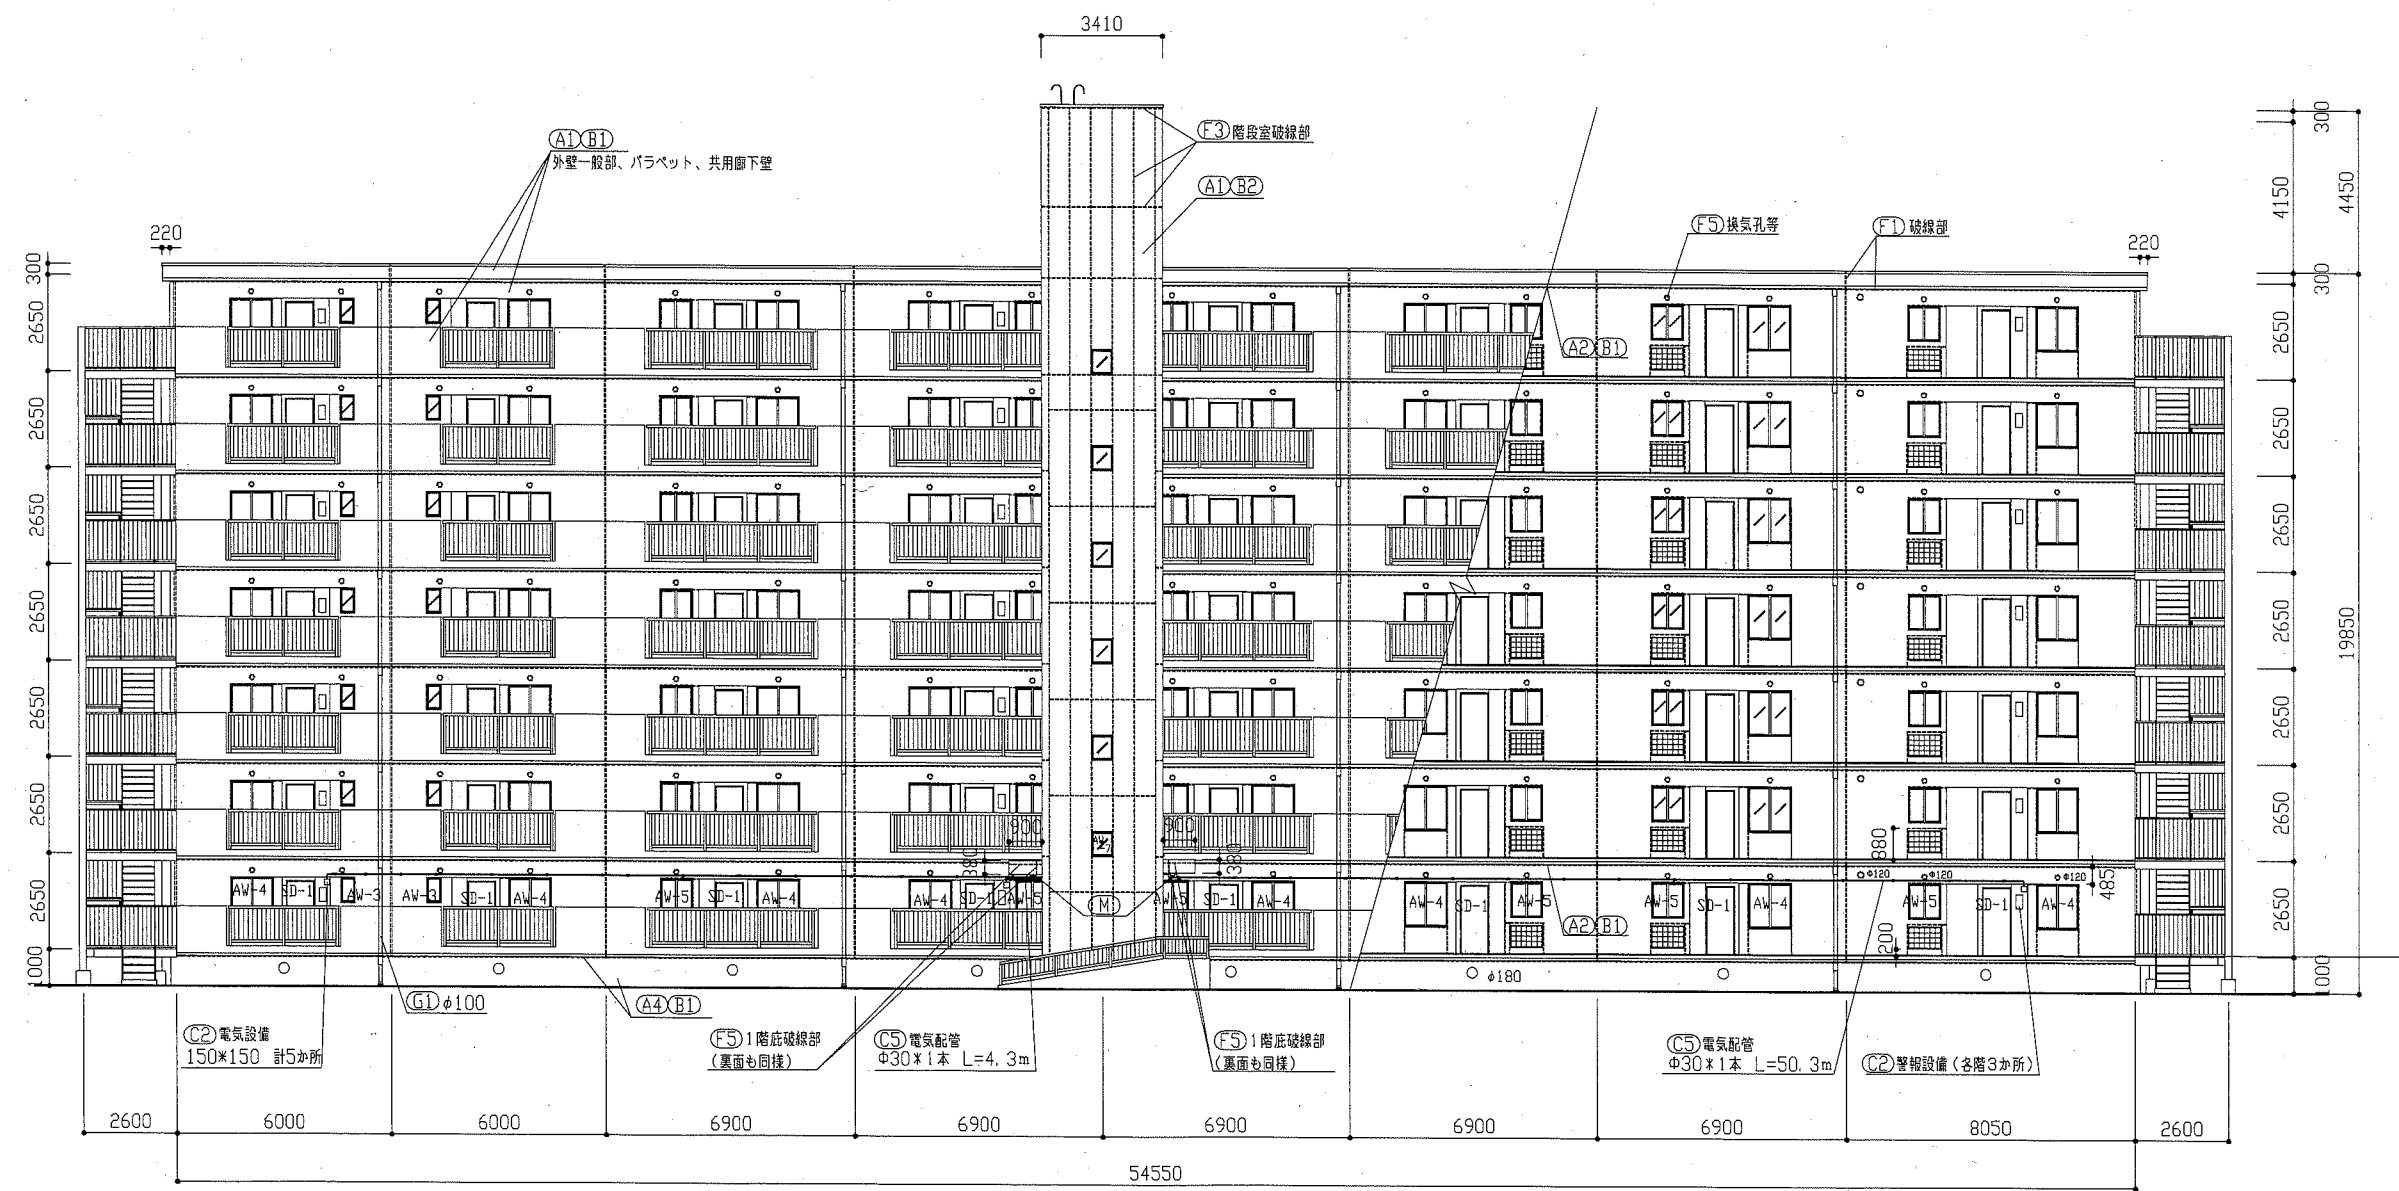 3410
F3 階段室破線部
A1 B1
外壁一般部、パラペット、共用廊下壁
A1 B2
F5 換気孔等
F1 破線部
220
220
300
2650
2650
2650
2650
2650
2650
2650
1000
300
4150
4450
300
2650
2650
2650
2650
2650
2650
2650
1000
19850
A2 B1
900
900
380
380
880
AW-4
SD-1
AW-3
AW-3
SD-1
AW-4
AW-5
SD-1
AW-4
AW-4
SD-1
AW-5
M
AW-5
SD-1
AW-4
AW-4
SD-1
AW-5
AW-5
SD-1
AW-4
AW-5
SD-1
AW-4
φ120
φ120
φ120
485
A2 B1
200
φ180
G1 φ100
A4 B1
C2 電気設備
150*150 計5か所
F5 1階庇破線部
(裏面も同様)
C5 電気配管
Φ30*1本 L=4.3m
F5 1階庇破線部
(裏面も同様)
C5 電気配管
Φ30*1本 L=50.3m
C2 警報設備(各階3か所)
2600
6000
6000
6900
6900
6900
6900
6900
8050
2600
54550